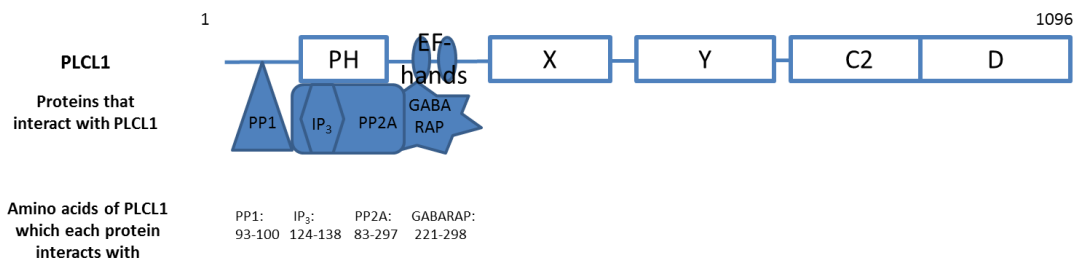 1 1096
PLCL1 PH EF-
hands X Y C2 D
Proteins that
interact with PLCL1
PP1 IP3 PP2A GABA
RAP
Amino acids of PLCL1
which each protein
interacts with
PP1: IP3: PP2A: GABARAP:
93-100 124-138 83-297 221-298